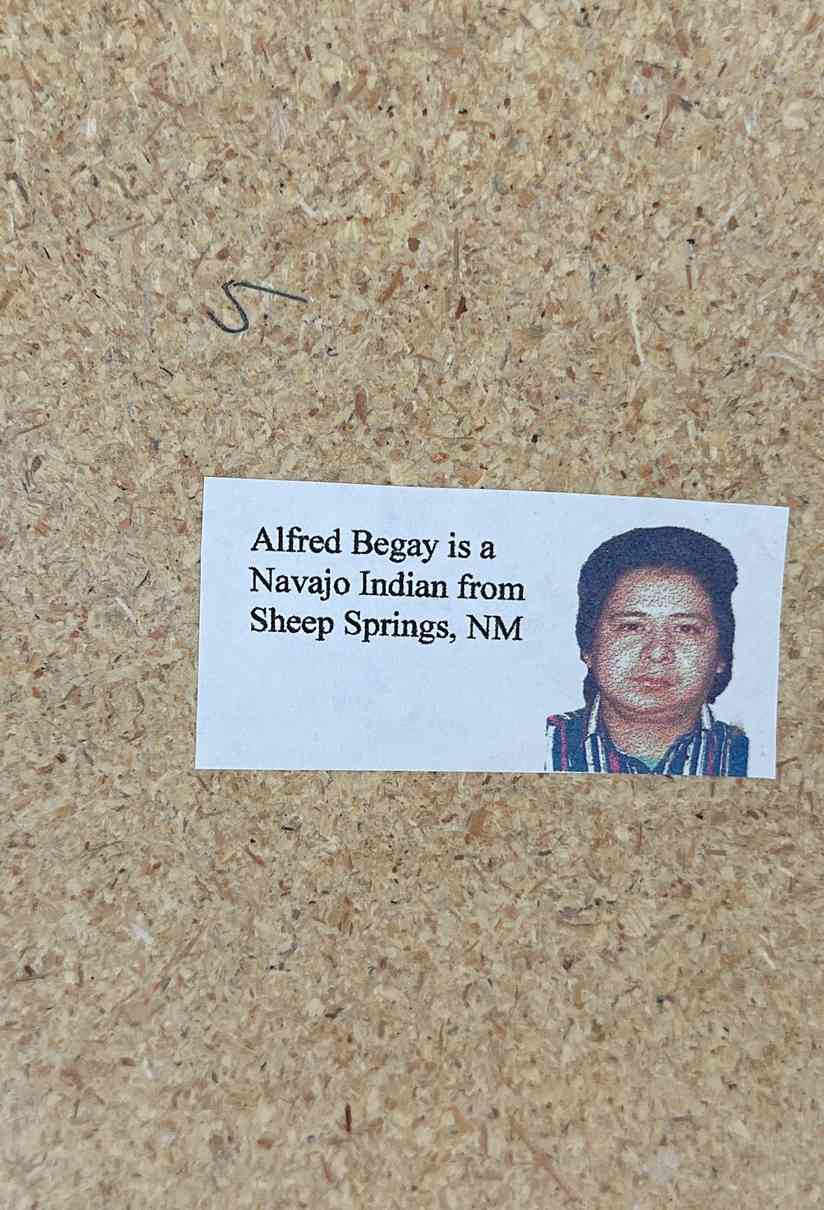 5
Alfred Begay is a
Navajo Indian from
Sheep Springs, NM